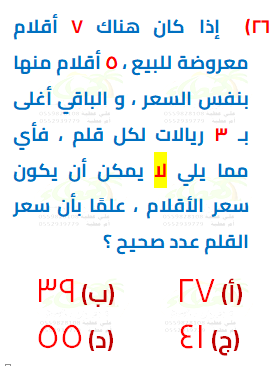 ٢٦) إذا كان هناك ٧ أقلام
معروضة للبيع ، ٥ أقلام منها
بنفس السعر ، و الباقي أغلى
بـ ٣ ريالات لكل قلم ، فأي
مما يلي لا يمكن أن يكون
سعر الأقلام ، علمًا بأن سعر
القلم عدد صحيح ؟
(أ) ٢٧ (ب) ٣٩
(ج) ٤١ (د) ٥٥